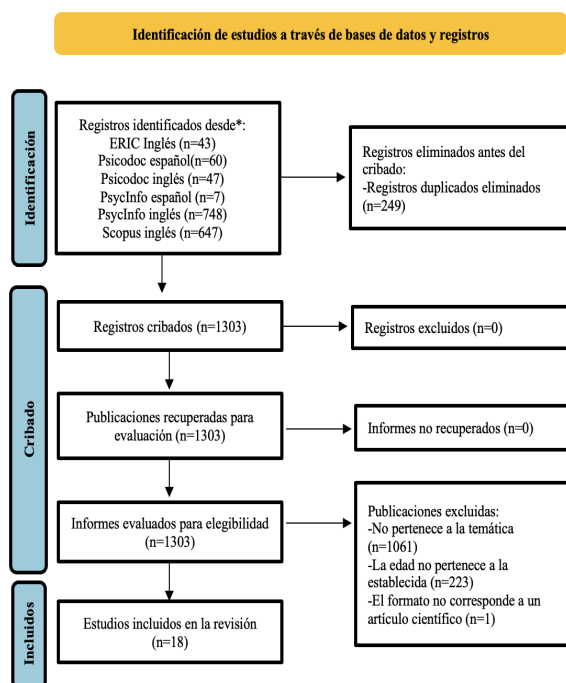 Identificación de estudios a través de bases de datos y registros
Identificación
Registros identificados desde*:
ERIC Inglés (n=43)
Psicodoc español(n=60)
Psicodoc inglés (n=47)
PsycInfo español (n=7)
PsycInfo inglés (n=748)
Scopus inglés (n=647)
Registros eliminados antes del
cribado:
-Registros duplicados eliminados
(n=249)
Cribado
Registros cribados (n=1303)
Registros excluidos (n=0)
Publicaciones recuperadas para
evaluación (n=1303)
Informes no recuperados (n=0)
Informes evaluados para elegibilidad
(n=1303)
Publicaciones excluidas:
-No pertenece a la temática
(n=1061)
-La edad no pertenece a la
establecida (n=223)
-El formato no corresponde a un
artículo científico (n=1)
Incluidos
Estudios incluidos en la revisión
(n=18)